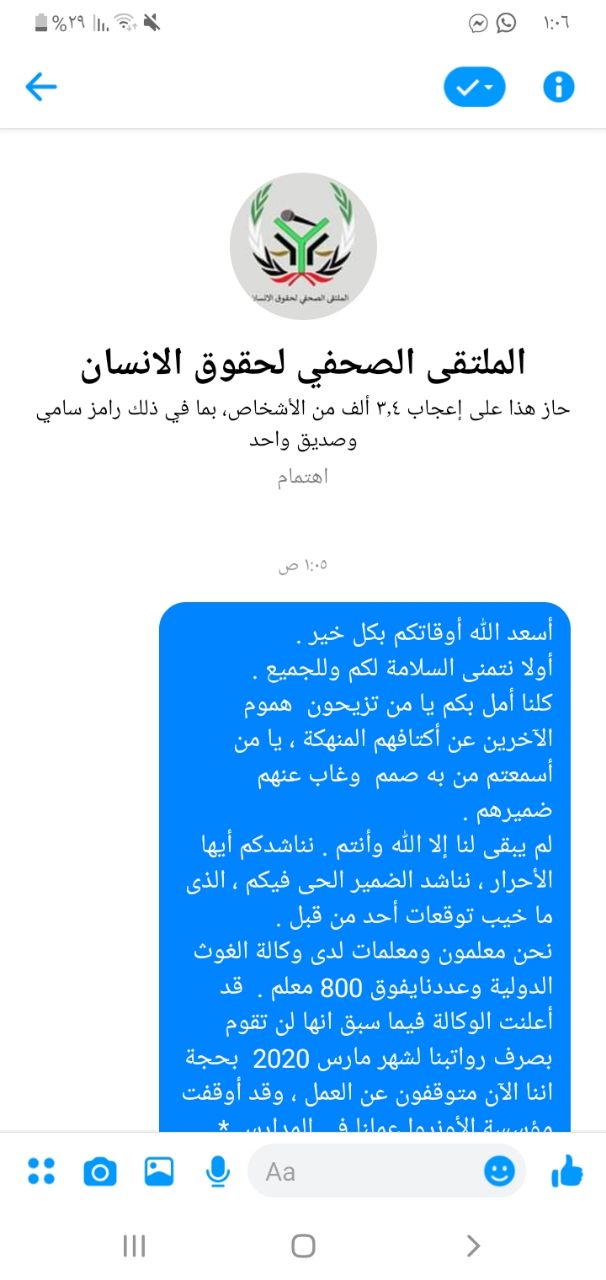 ٪٢٩
١:٠٦
الملتقى الصحفي لحقوق الانسان
الملتقى الصحفي لحقوق الانسان
حاز هذا على إعجاب ٣,٤ ألف من الأشخاص، بما في ذلك رامز سامي
وصديق واحد
اهتمام
١:٠٥ ص
أسعد الله أوقاتكم بكل خير .
أولا نتمنى السلامة لكم وللجميع .
كلنا أمل بكم يا من تزيحون هموم
الآخرين عن أكتافهم المنهكة ، يا من
أسمعتم من به صمم وغاب عنهم
ضميرهم .
لم يبقى لنا إلا الله وأنتم . نناشدكم أيها
الأحرار ، نناشد الضمير الحى فيكم ، الذى
ما خيب توقعات أحد من قبل .
نحن معلمون ومعلمات لدى وكالة الغوث
الدولية وعددنايفوق 800 معلم . قد
أعلنت الوكالة فيما سبق انها لن تقوم
بصرف رواتبنا لشهر مارس 2020 بحجة
اننا الآن متوقفون عن العمل ، وقد أوقفت
مؤسسة الأونروا عملنا في المدارس *
Aa